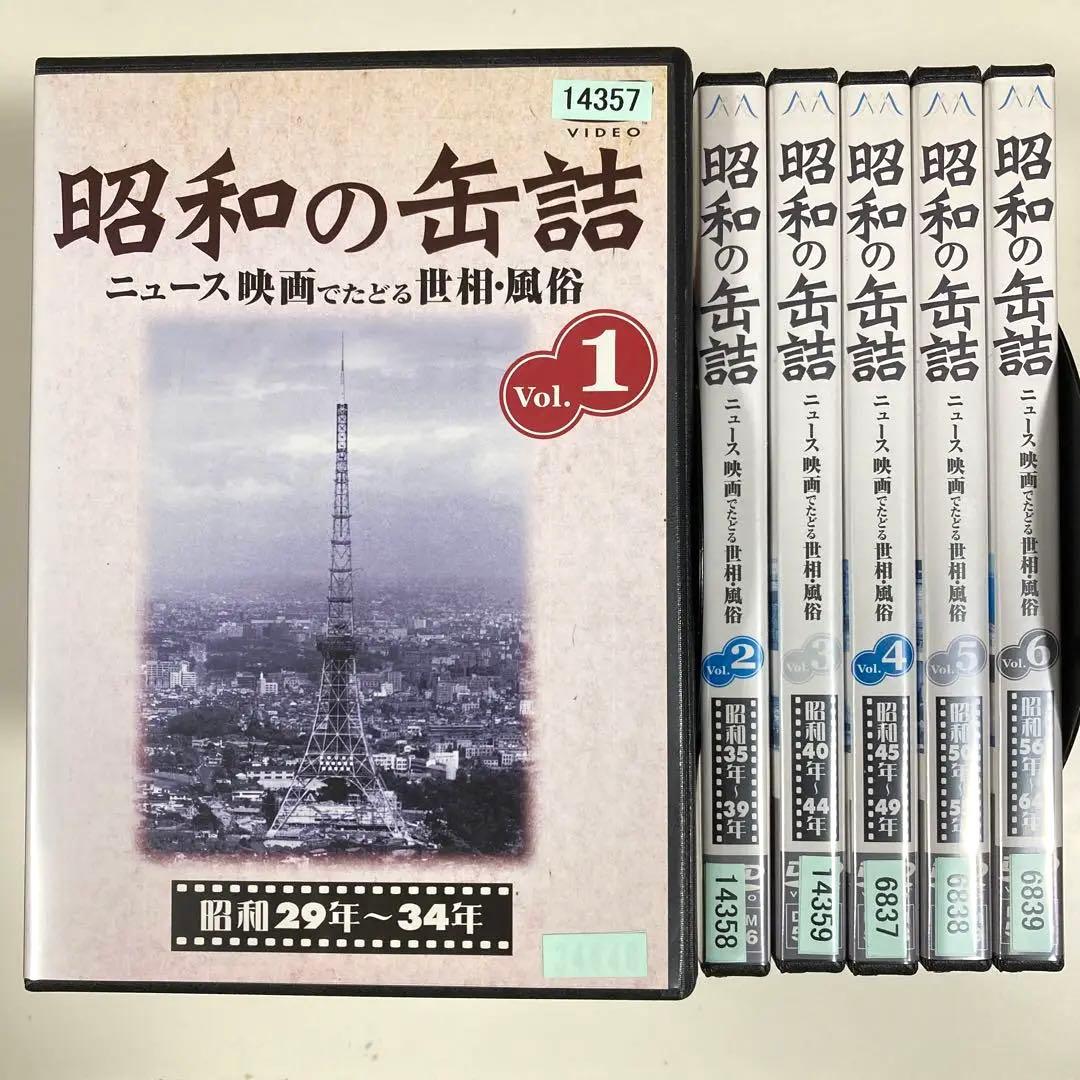 14357
VIDEO
昭和の缶詰
ニュース映画でたどる世相・風俗
Vol. 1
昭和29年～34年
昭和の缶詰
ニュース映画でたどる世相・風俗
Vol. 2
昭和35年～39年
14358
昭和の缶詰
ニュース映画でたどる世相・風俗
Vol. 3
昭和40年～44年
14359
昭和の缶詰
ニュース映画でたどる世相・風俗
Vol. 4
昭和45年～49年
6837
昭和の缶詰
ニュース映画でたどる世相・風俗
Vol. 5
6838
昭和の缶詰
ニュース映画でたどる世相・風俗
Vol. 6
昭和56年～64年
6839